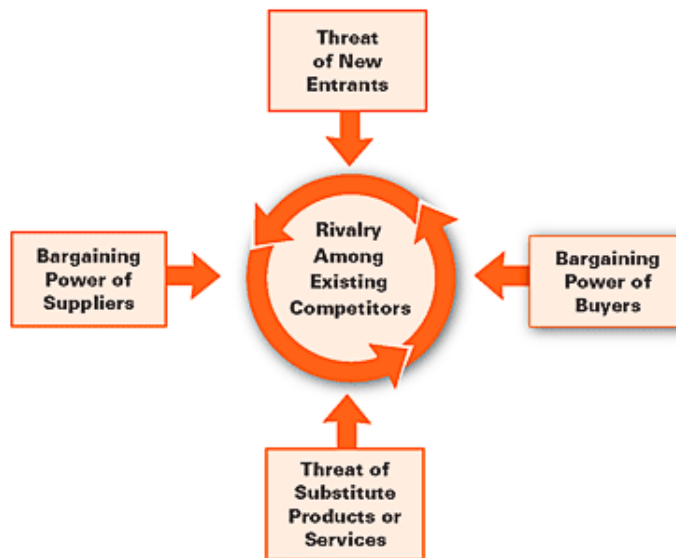 Threat
of New
Entrants
Bargaining
Power of
Suppliers
Rivalry
Among
Existing
Competitors
Bargaining
Power of
Buyers
Threat of
Substitute
Products or
Services